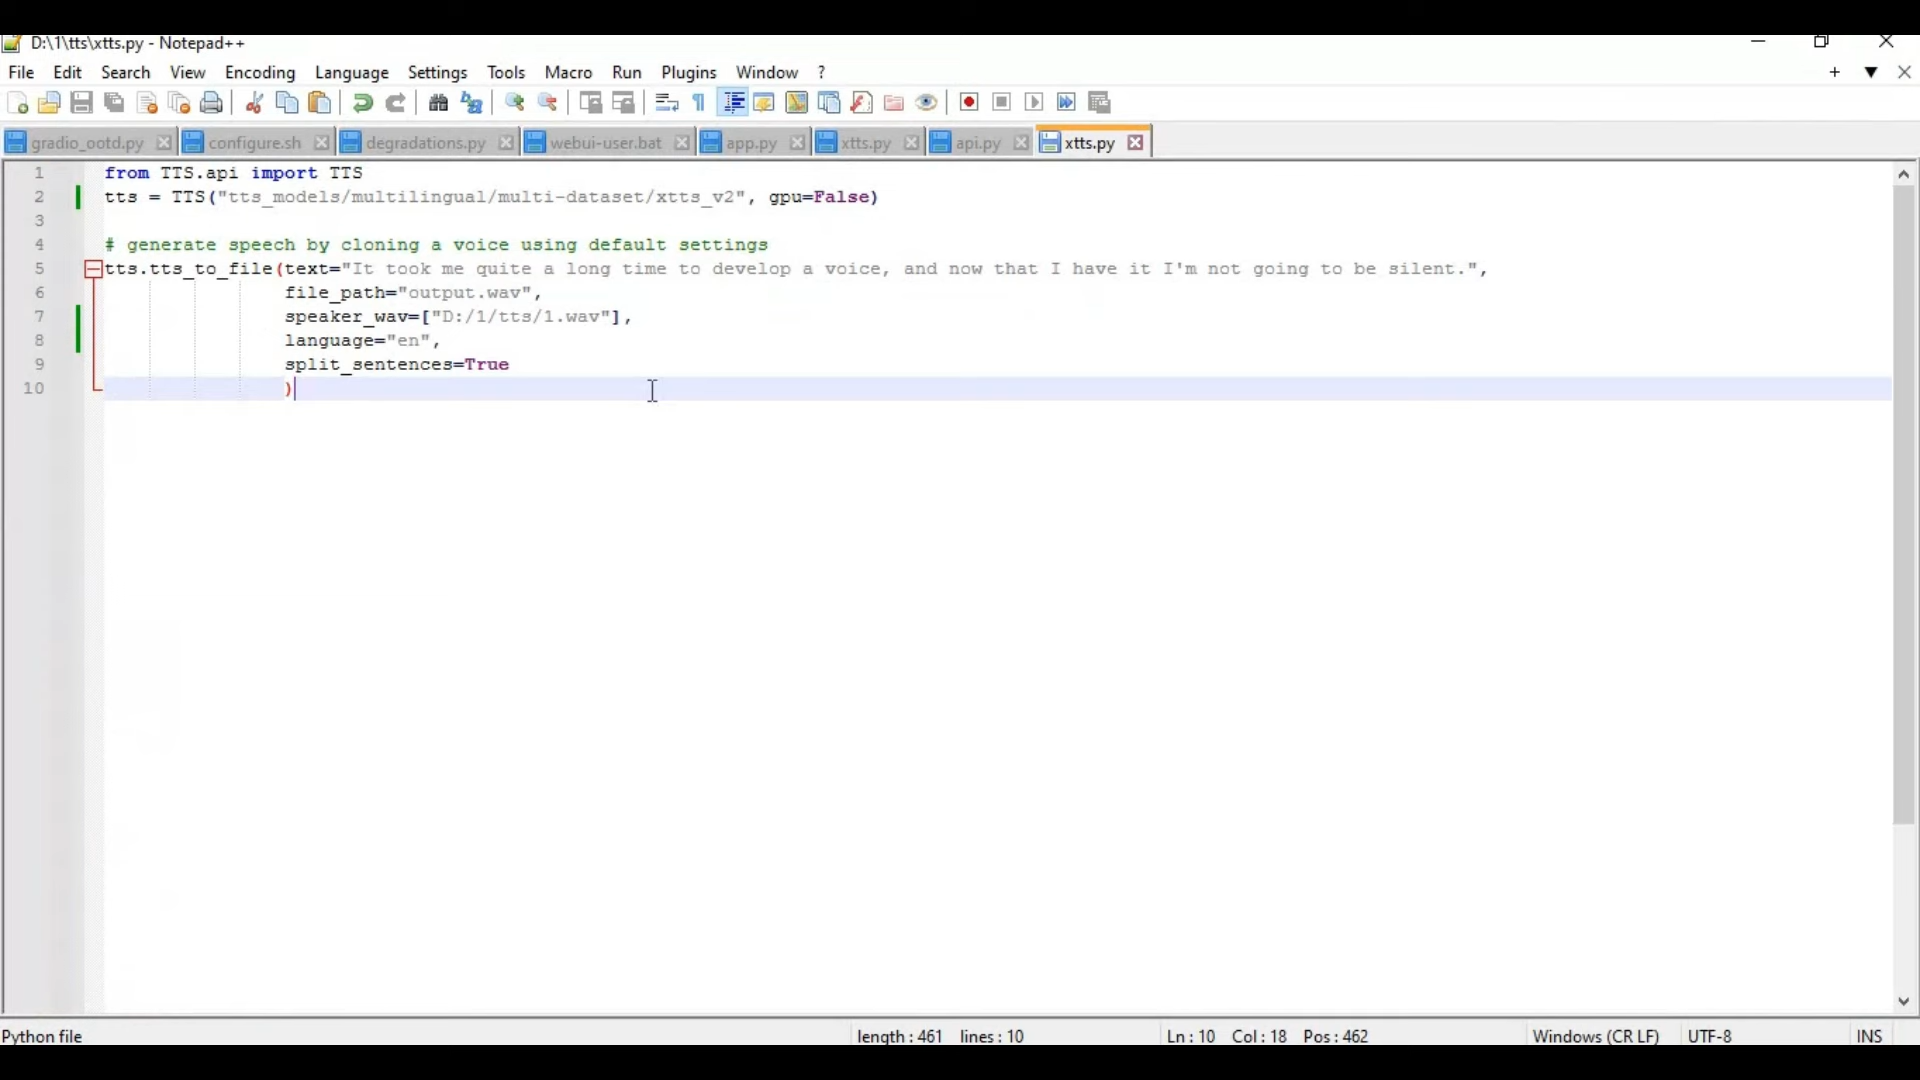 D:\1\tts\xtts.py - Notepad++
File Edit Search View Encoding Language Settings Tools Macro Run Plugins Window ?
gradio_ootd.py configure.sh degradations.py webui-user.bat app.py xtts.py api.py xtts.py
1 from TTS.api import TTS
2 tts = TTS("tts_models/multilingual/multi-dataset/xtts_v2", gpu=False)
3
4 # generate speech by cloning a voice using default settings
5 tts.tts_to_file(text="It took me quite a long time to develop a voice, and now that I have it I'm not going to be silent.",
6 file_path="output.wav",
7 speaker_wav=["D:/1/tts/1.wav"],
8 language="en",
9 split_sentences=True
10 )
Python file length : 461 lines : 10 Ln : 10 Col : 18 Pos : 462 Windows (CR LF) UTF-8 INS